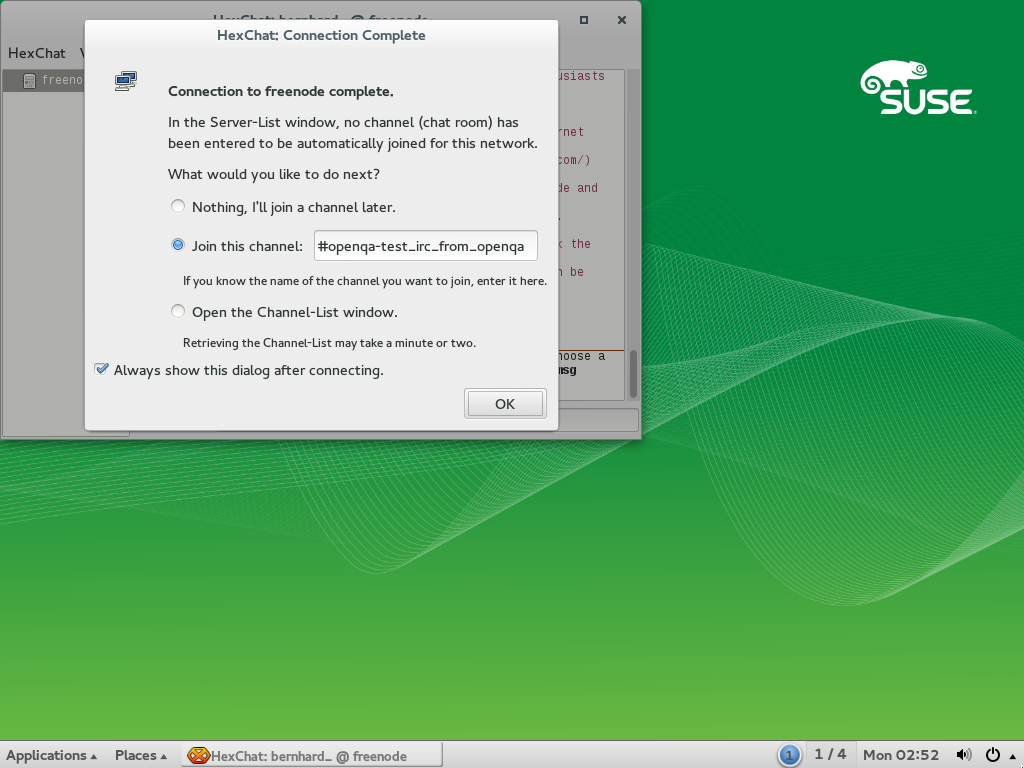 HexChat: bernhard_ @ freenode
HexChat: Connection Complete
HexChat
Connection to freenode complete.
In the Server-List window, no channel (chat room) has
been entered to be automatically joined for this network.
What would you like to do next?
Nothing, I'll join a channel later.
Join this channel: #openqa-test_irc_from_openqa
If you know the name of the channel you want to join, enter it here.
Open the Channel-List window.
Retrieving the Channel-List may take a minute or two.
Always show this dialog after connecting.
OK
com/)
de and
the
be
hoose a
msg
SUSE
Applications
Places
HexChat: bernhard_ @ freenode
1
1 / 4
Mon 02:52